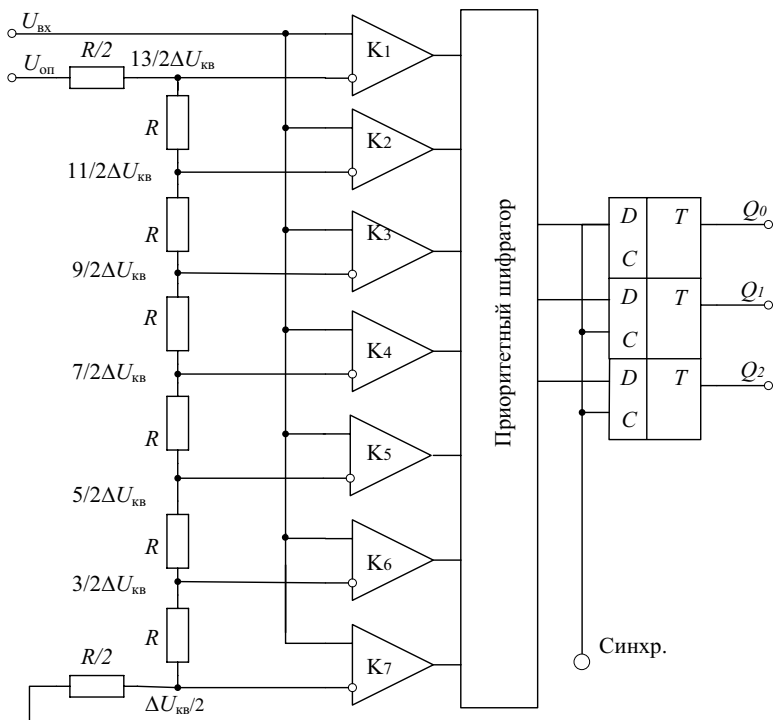 Uвх
R/2
13/2ΔUкв
K1
Uоп
R
K2
11/2ΔUкв
R
K3
9/2ΔUкв
R
K4
7/2ΔUкв
R
K5
5/2ΔUкв
R
K6
3/2ΔUкв
R
K7
R/2
ΔUкв/2
Приоритетный шифратор
D T Q0
C
D T Q1
C
D T Q2
C
Синхр.